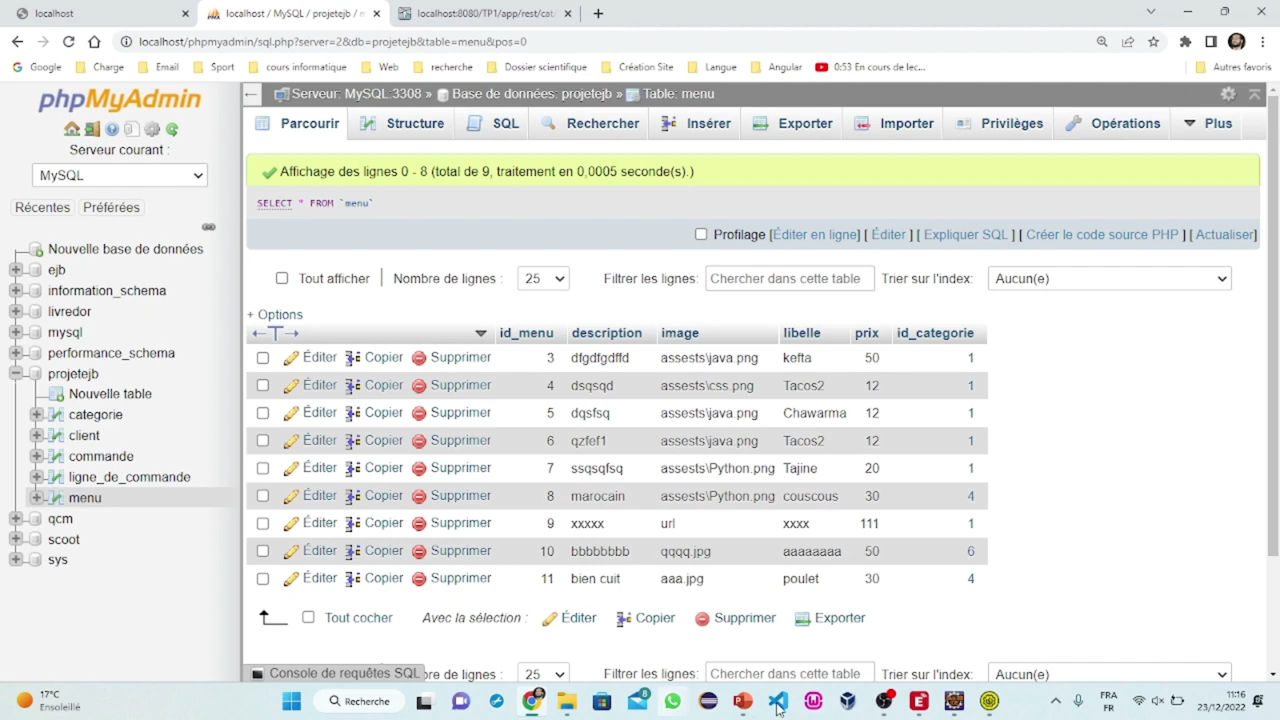 localhost
localhost / MySQL / projetejb / m
localhost:8080/TP1/app/rest/cat
localhost/phpmyadmin/sql.php?server=2&db=projetejb&table=menu&pos=0
Google Charge Email Sport cours informatique Web recherche Dossier scientifique Création Site Langue Angular 0:53 En cours de lec... Autres favoris
phpMyAdmin
Serveur courant :
MySQL
Récentes Préférées
Nouvelle base de données
ejb
information_schema
livredor
mysql
performance_schema
projetejb
Nouvelle table
categorie
client
commande
ligne_de_commande
menu
qcm
scoot
sys
Serveur: MySQL:3308 » Base de données: projetejb » Table: menu
Parcourir Structure SQL Rechercher Insérer Exporter Importer Privilèges Opérations Plus
Affichage des lignes 0 - 8 (total de 9, traitement en 0,0005 seconde(s).)
SELECT * FROM `menu`
Profilage [Éditer en ligne] [ Éditer ] [ Expliquer SQL ] [ Créer le code source PHP ] [ Actualiser]
Tout afficher Nombre de lignes : 25 Filtrer les lignes: Chercher dans cette table Trier sur l'index: Aucun(e)
+ Options
←T→ id_menu description image libelle prix id_categorie
Éditer Copier Supprimer 3 dfgdfgdffd assests\java.png kefta 50 1
Éditer Copier Supprimer 4 dsqsqd assests\css.png Tacos2 12 1
Éditer Copier Supprimer 5 dqsfsq assests\java.png Chawarma 12 1
Éditer Copier Supprimer 6 qzfef1 assests\java.png Tacos2 12 1
Éditer Copier Supprimer 7 ssqsqfsq assests\Python.png Tajine 20 1
Éditer Copier Supprimer 8 marocain assests\Python.png couscous 30 4
Éditer Copier Supprimer 9 xxxxx url xxxx 111 1
Éditer Copier Supprimer 10 bbbbbbbb qqqq.jpg aaaaaaaa 50 6
Éditer Copier Supprimer 11 bien cuit aaa.jpg poulet 30 4
Tout cocher Avec la sélection : Éditer Copier Supprimer Exporter
Console de requêtes SQL bre de lignes : 25 Filtrer les lignes: Chercher dans cette table Trier sur l'index: Aucun(e)
17°C
Ensoleillé
Recherche
8
FRA
FR
11:16
23/12/2022